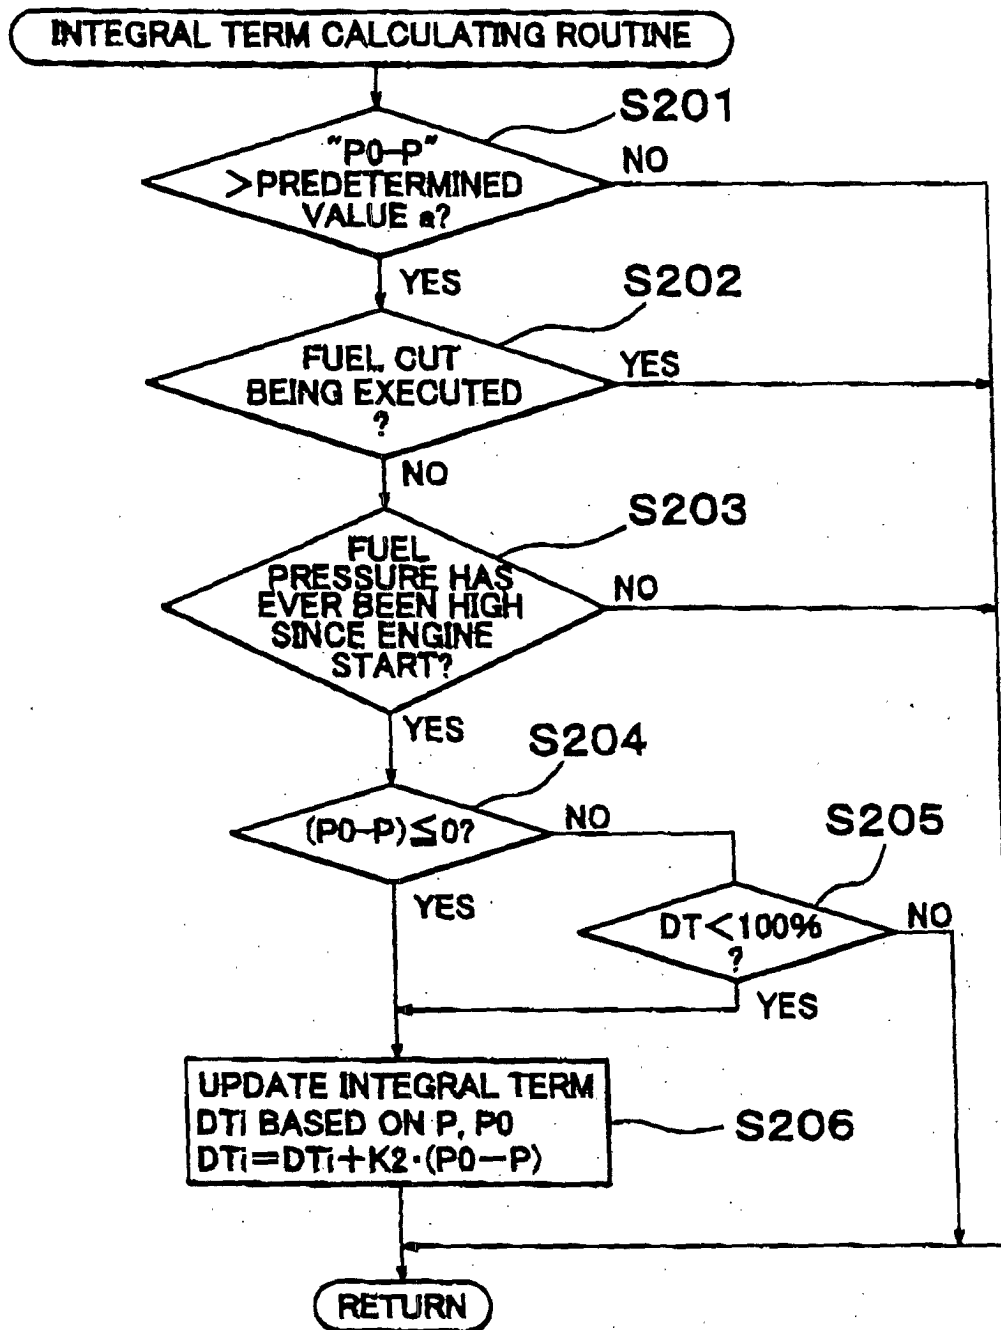 INTEGRAL TERM CALCULATING ROUTINE
S201
"P0-P"
>PREDETERMINED
VALUE a?
NO
YES
S202
FUEL CUT
BEING EXECUTED
?
YES
NO
S203
FUEL
PRESSURE HAS
EVER BEEN HIGH
SINCE ENGINE
START?
NO
YES
S204
(P0-P)≦0?
NO
S205
YES
DT<100%
?
NO
YES
UPDATE INTEGRAL TERM
DTi BASED ON P, P0
DTi=DTi+K2·(P0-P)
S206
RETURN